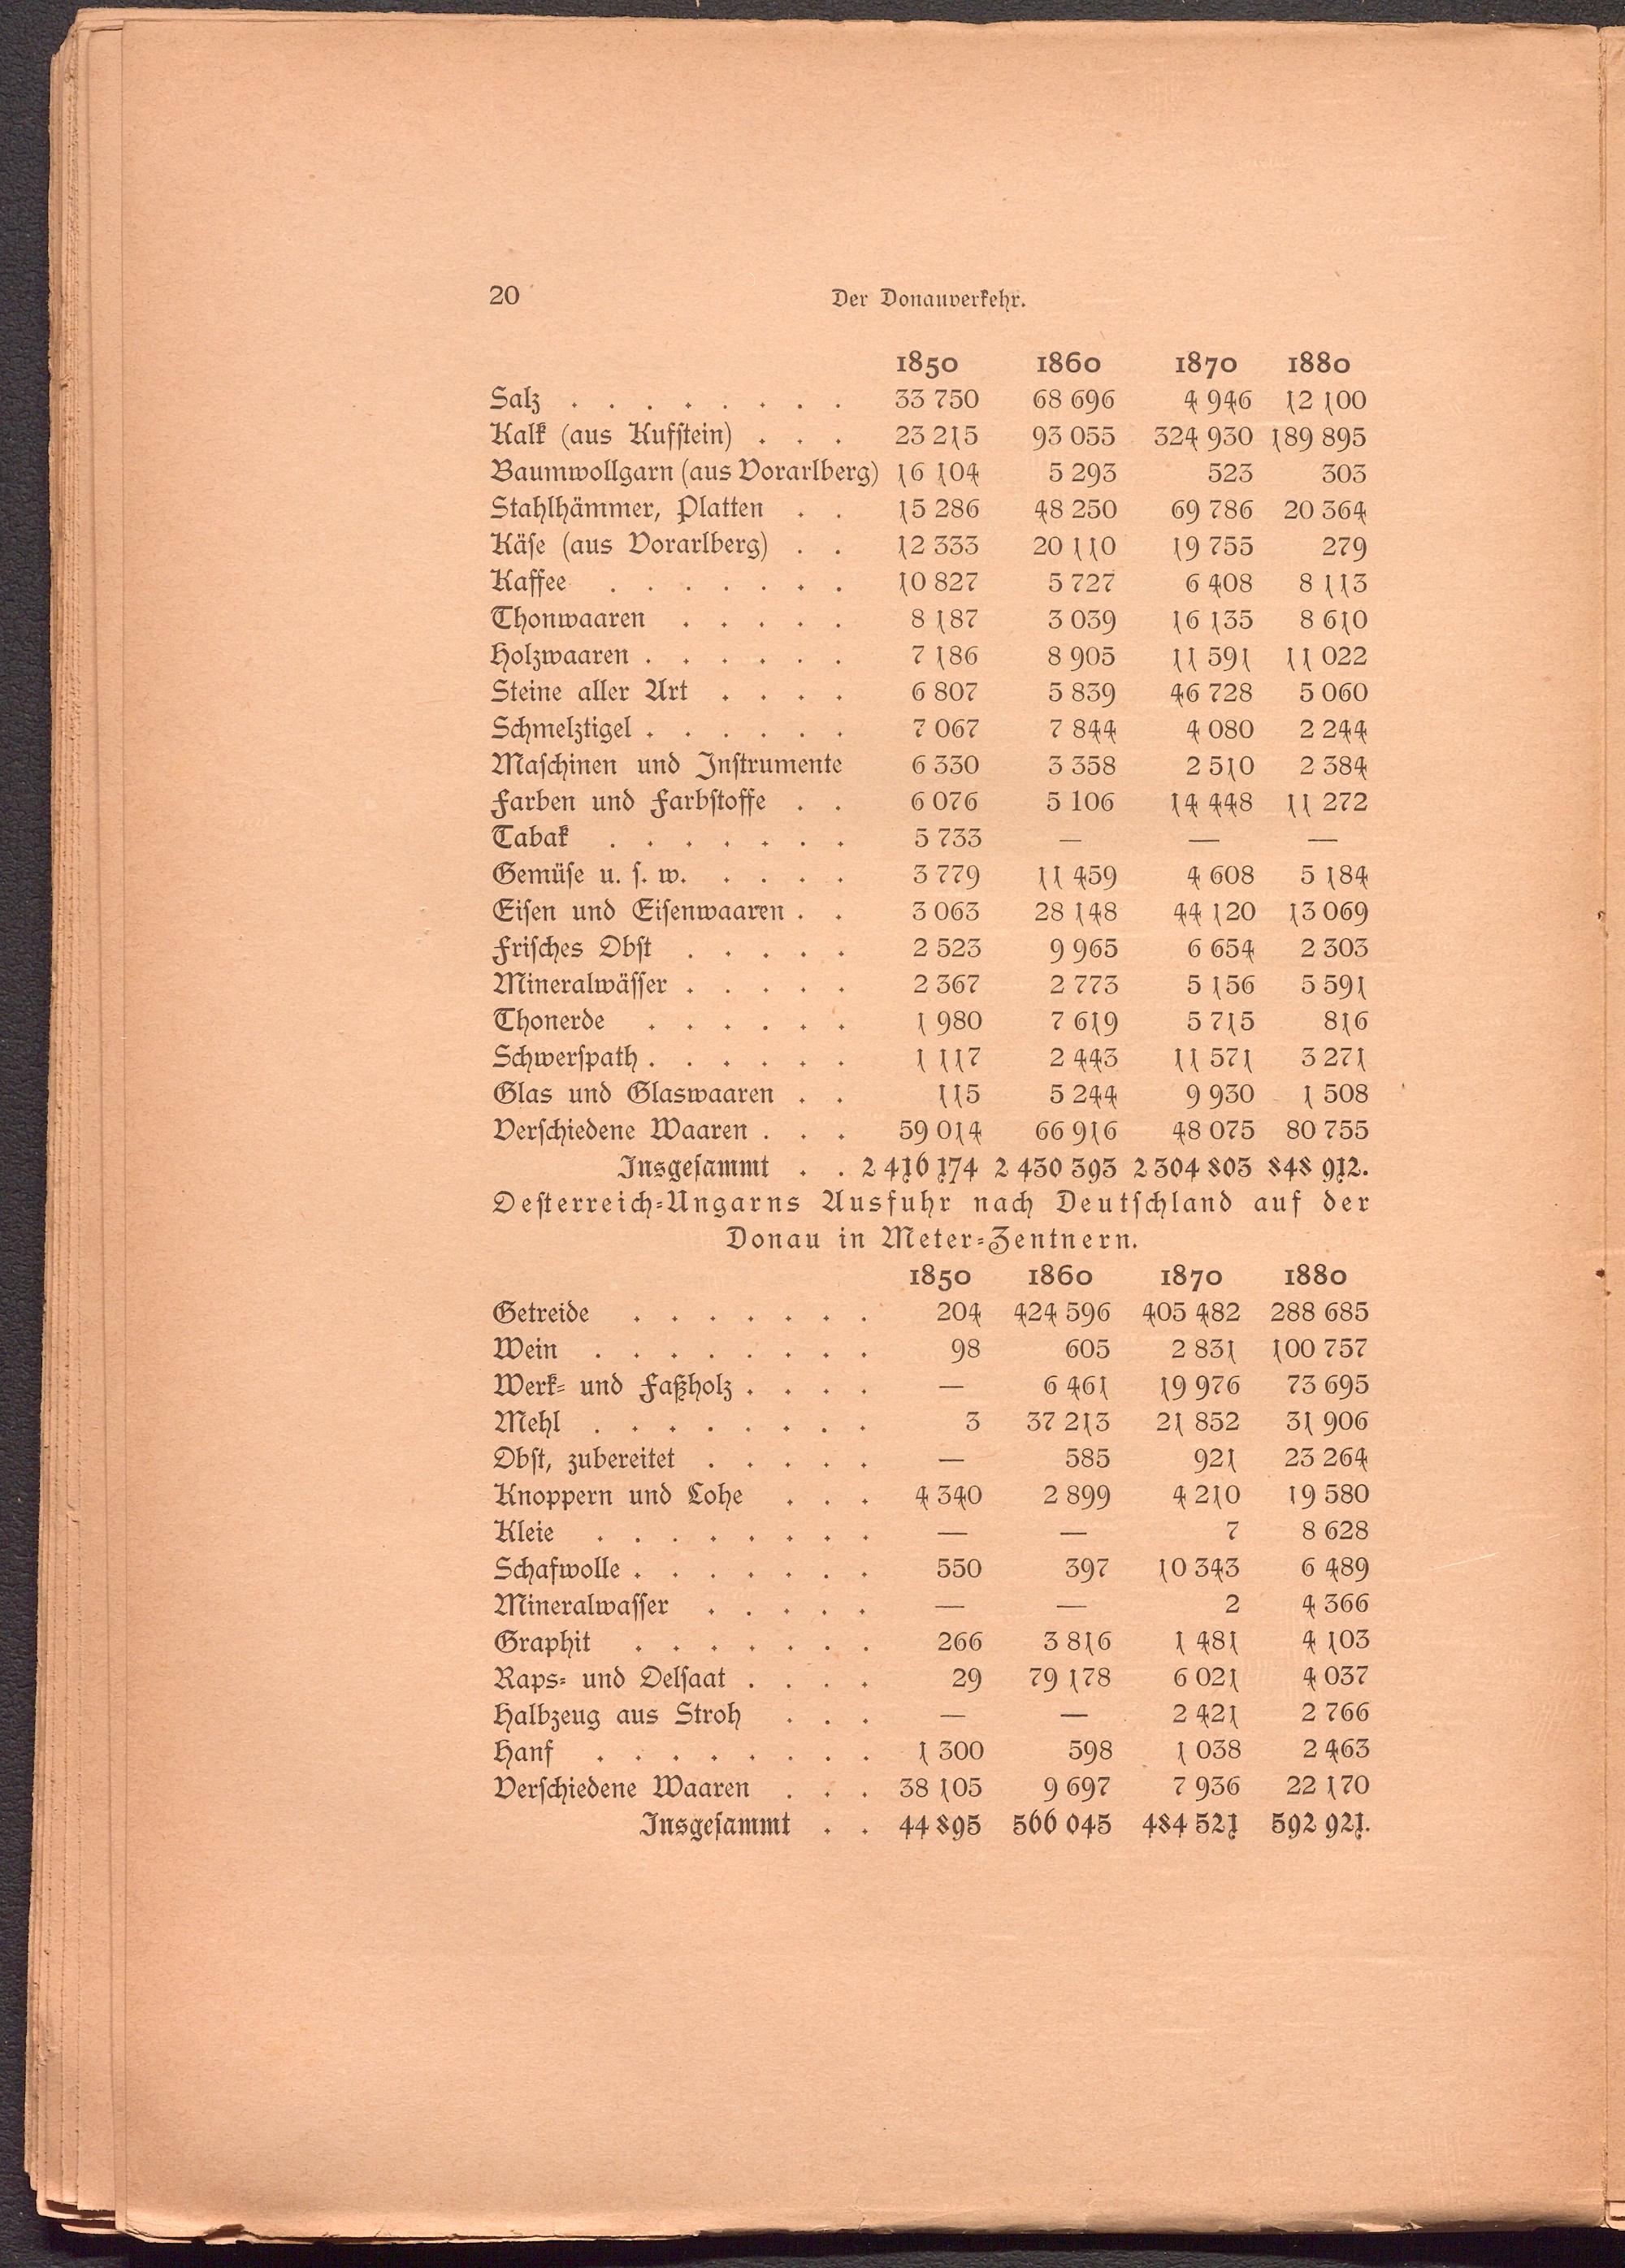 20 Der Donauverkehr.
1850 1860 1870 1880
Salz . . . . . . . . 33 750 68 696 4 946 12 100
Kalk (aus Kufstein) . . . 23 215 93 055 324 930 189 895
Baumwollgarn (aus Vorarlberg) 16 104 5 293 523 303
Stahlhämmer, Platten . . 15 286 48 250 69 786 20 364
Käse (aus Vorarlberg) . . 12 333 20 110 19 755 279
Kaffee . . . . . . . 10 827 5 727 6 408 8 113
Thonwaaren . . . . . 8 187 3 039 16 135 8 610
Holzwaaren . . . . . . 7 186 8 905 11 591 11 022
Steine aller Art . . . . 6 807 5 839 46 728 5 060
Schmelztigel . . . . . . 7 067 7 844 4 080 2 244
Maschinen und Instrumente 6 330 3 358 2 510 2 384
Farben und Farbstoffe . . 6 076 5 106 14 448 11 272
Tabak . . . . . . . 5 733 — — —
Gemüse u. s. w. . . . . 3 779 11 459 4 608 5 184
Eisen und Eisenwaaren . . 3 063 28 148 44 120 13 069
Frisches Obst . . . . . 2 523 9 965 6 654 2 303
Mineralwässer . . . . . 2 367 2 773 5 156 5 591
Thonerde . . . . . . 1 980 7 619 5 715 816
Schwerspath . . . . . . 1 117 2 443 11 571 3 271
Glas und Glaswaaren . . 115 5 244 9 930 1 508
Verschiedene Waaren . . . 59 014 66 916 48 075 80 755
Insgesammt . . 2 416 174 2 430 393 2 304 803 848 912.
Oesterreich-Ungarns Ausfuhr nach Deutschland auf der
Donau in Meter-Zentnern.
1850 1860 1870 1880
Getreide . . . . . . . 204 424 596 405 482 288 685
Wein . . . . . . . . 98 605 2 831 100 757
Werk- und Faßholz . . . . — 6 461 19 976 73 695
Mehl . . . . . . . . 3 37 213 21 852 31 906
Obst, zubereitet . . . . . — 585 921 23 264
Knoppern und Lohe . . . 4 340 2 899 4 210 19 580
Kleie . . . . . . . . — — 7 8 628
Schafwolle . . . . . . . 550 397 10 343 6 489
Mineralwasser . . . . . — — 2 4 366
Graphit . . . . . . . 266 3 816 1 481 4 103
Raps- und Oelsaat . . . . 29 79 178 6 021 4 037
Halbzeug aus Stroh . . . — — 2 421 2 766
Hanf . . . . . . . . 1 300 598 1 038 2 463
Verschiedene Waaren . . . 38 105 9 697 7 936 22 170
Insgesammt . . 44 895 566 045 484 521 592 921.